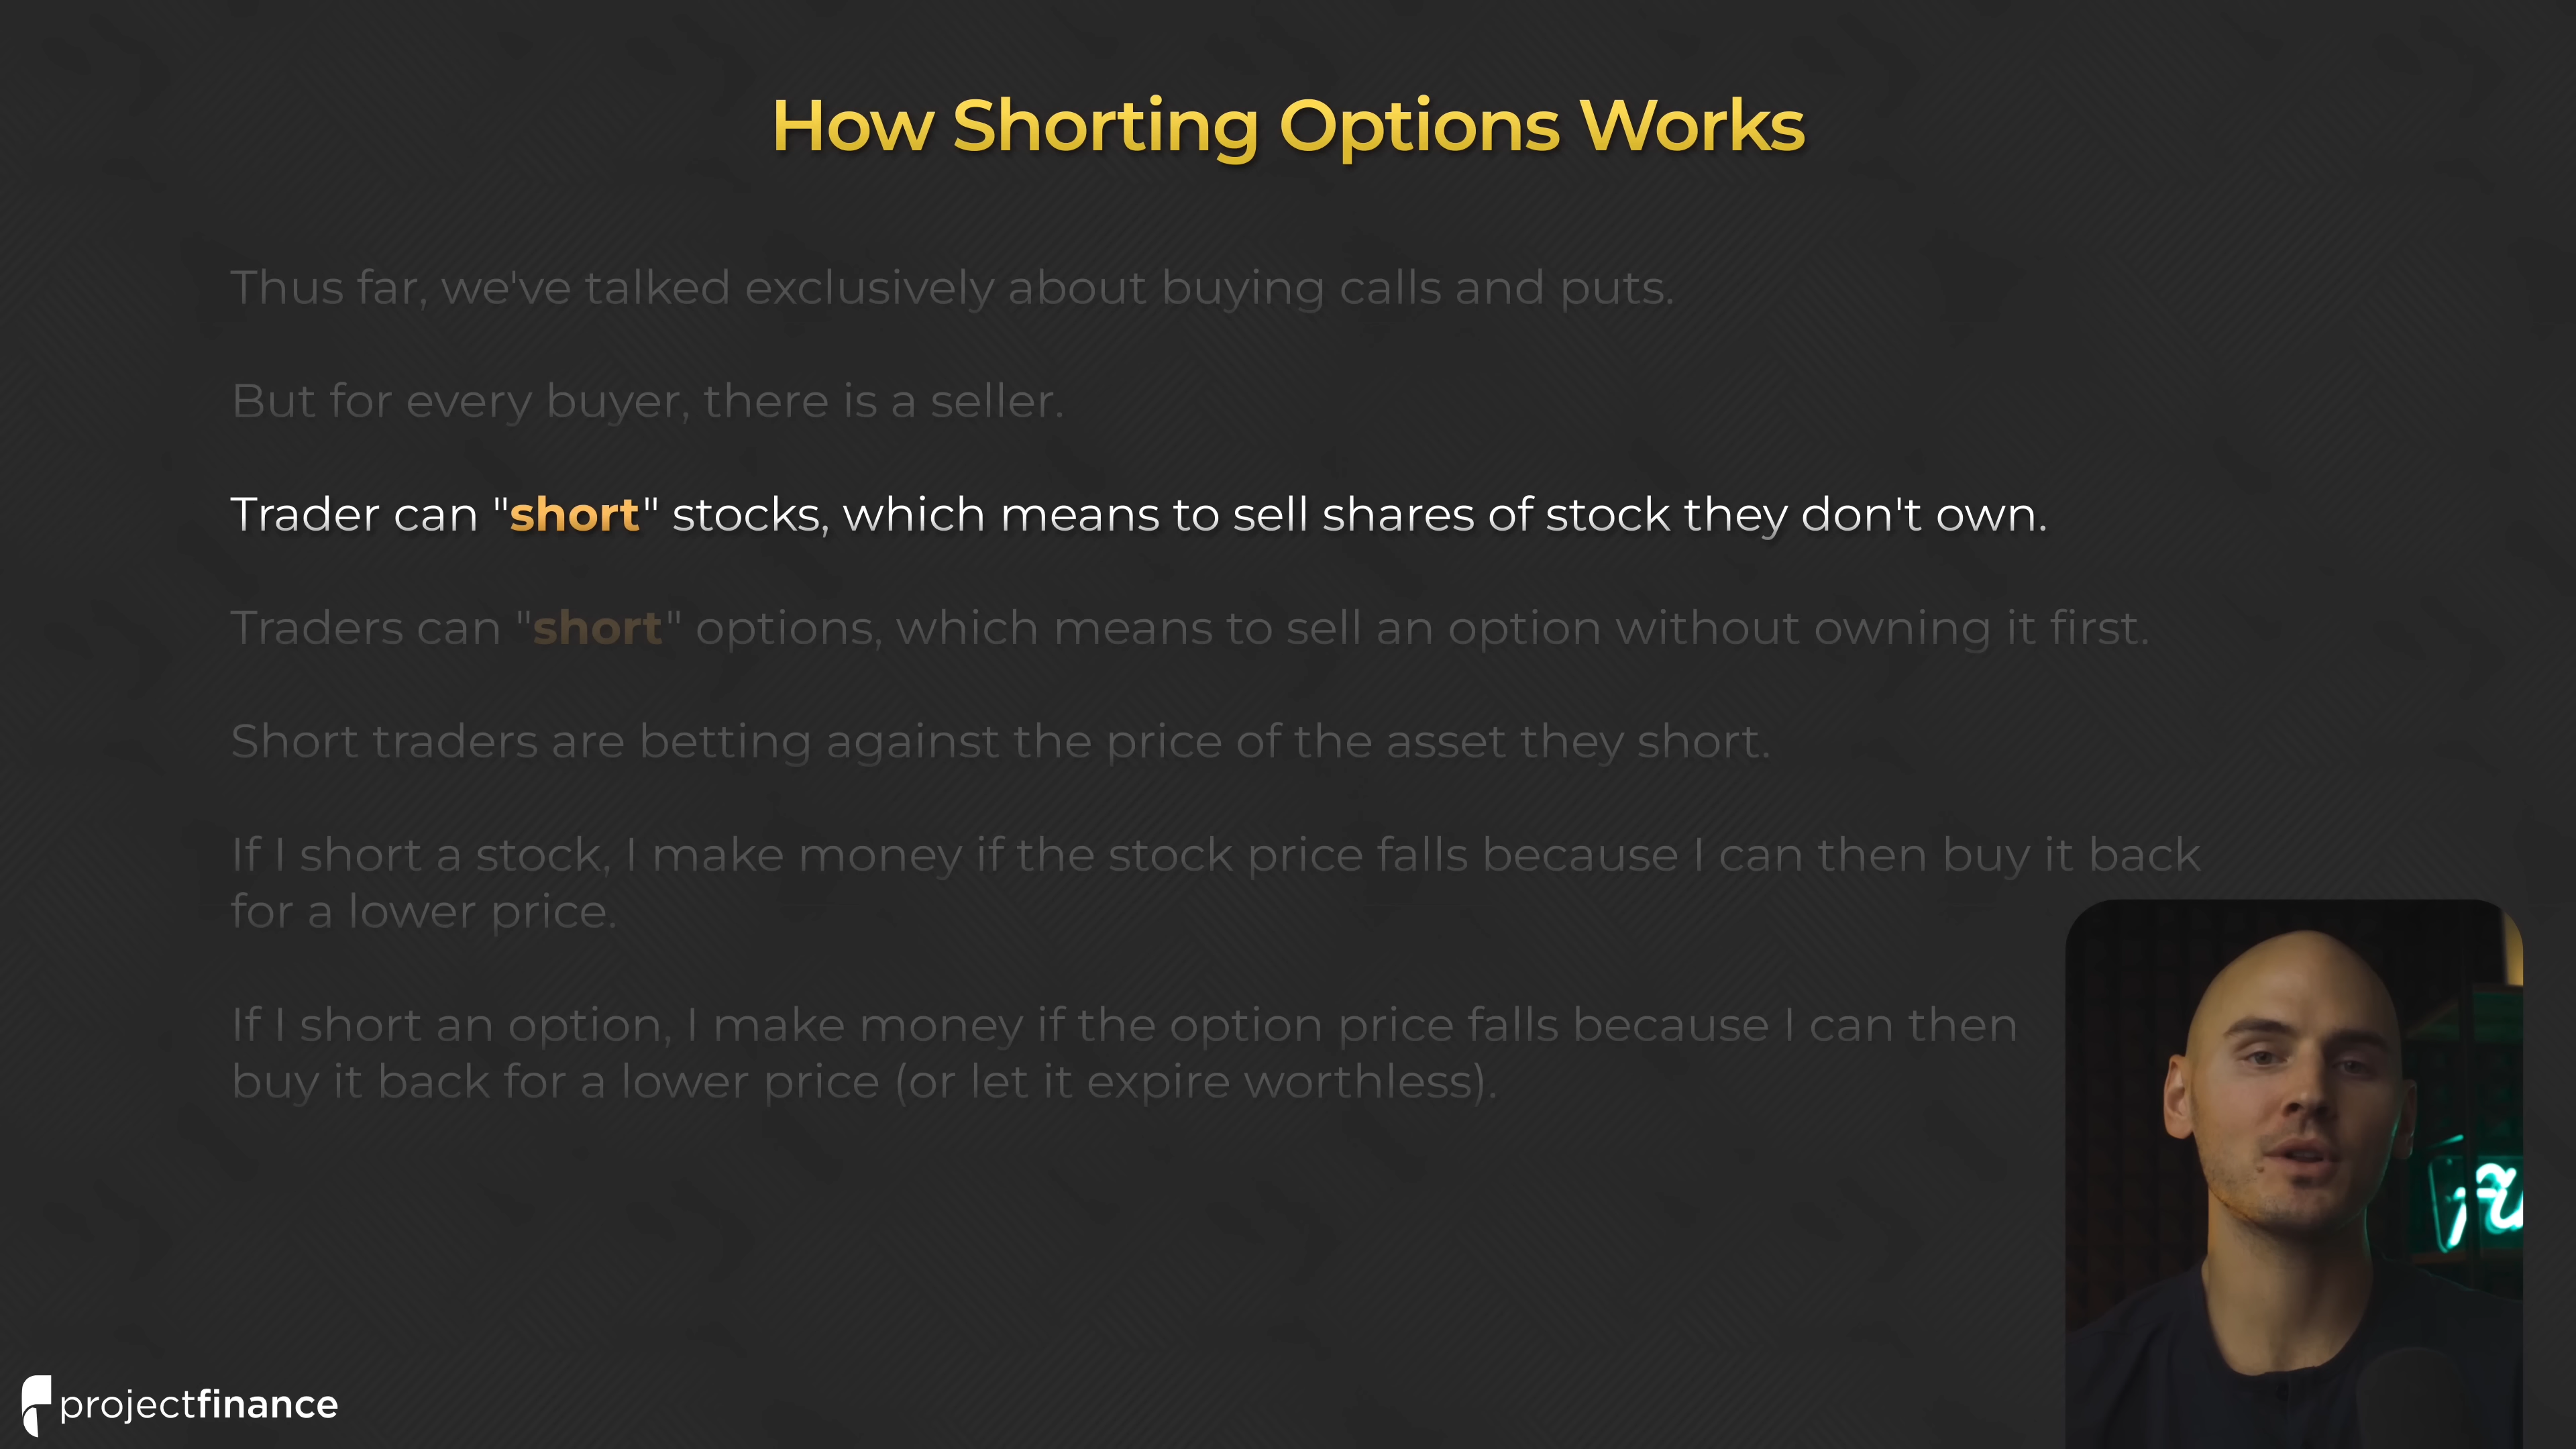 How Shorting Options Works
Thus far, we've talked exclusively about buying calls and puts.
But for every buyer, there is a seller.
Trader can "short" stocks, which means to sell shares of stock they don't own.
Traders can "short" options, which means to sell an option without owning it first.
Short traders are betting against the price of the asset they short.
If I short a stock, I make money if the stock price falls because I can then buy it back
for a lower price.
If I short an option, I make money if the option price falls because I can then
buy it back for a lower price (or let it expire worthless).
projectfinance